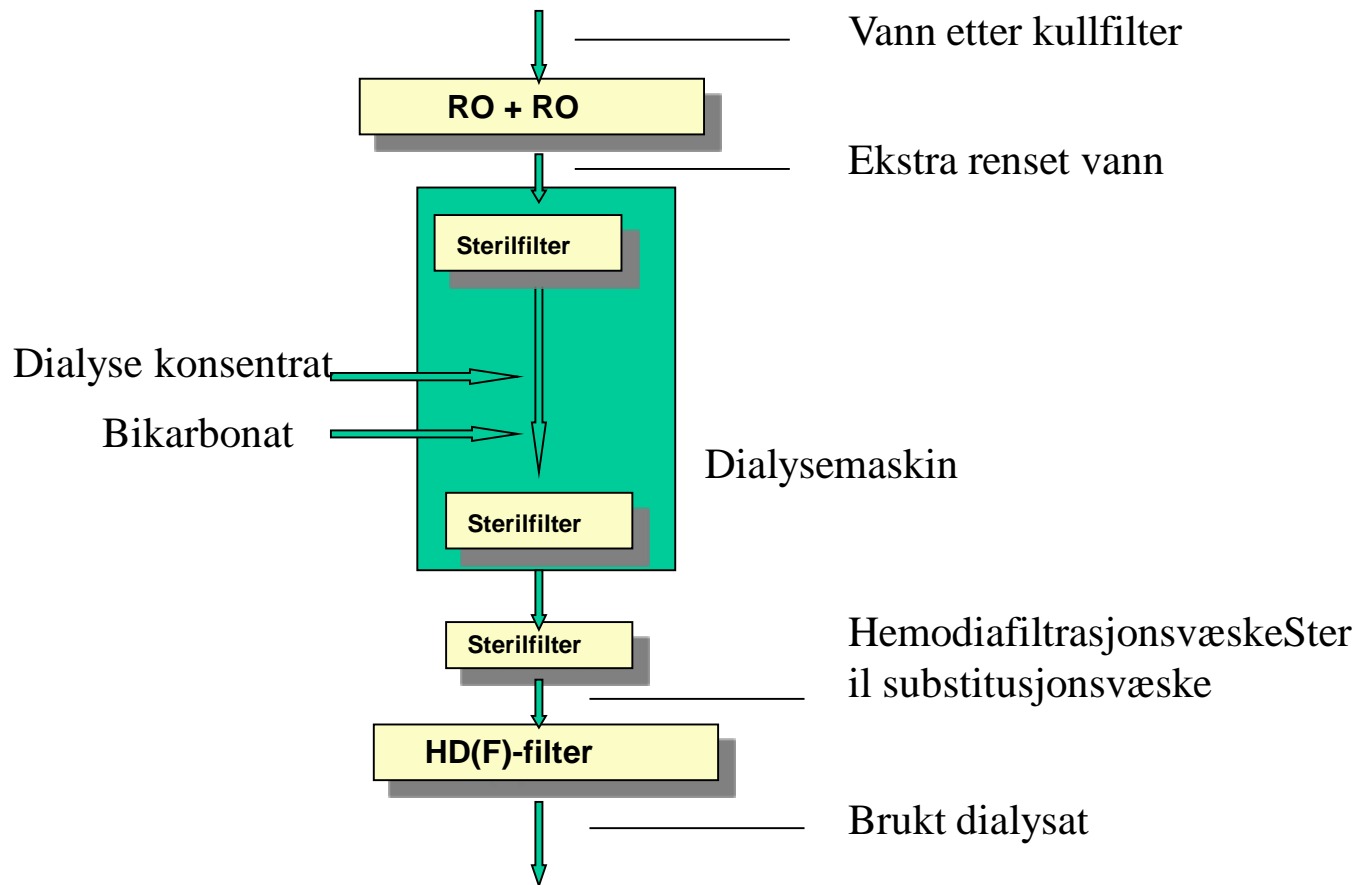 Vann etter kullfilter
RO + RO
Ekstra renset vann
Sterilfilter
Dialyse konsentrat
Bikarbonat
Dialysemaskin
Sterilfilter
Sterilfilter
HemodiafiltrasjonsvæskeSter
il substitusjonsvæske
HD(F)-filter
Brukt dialysat